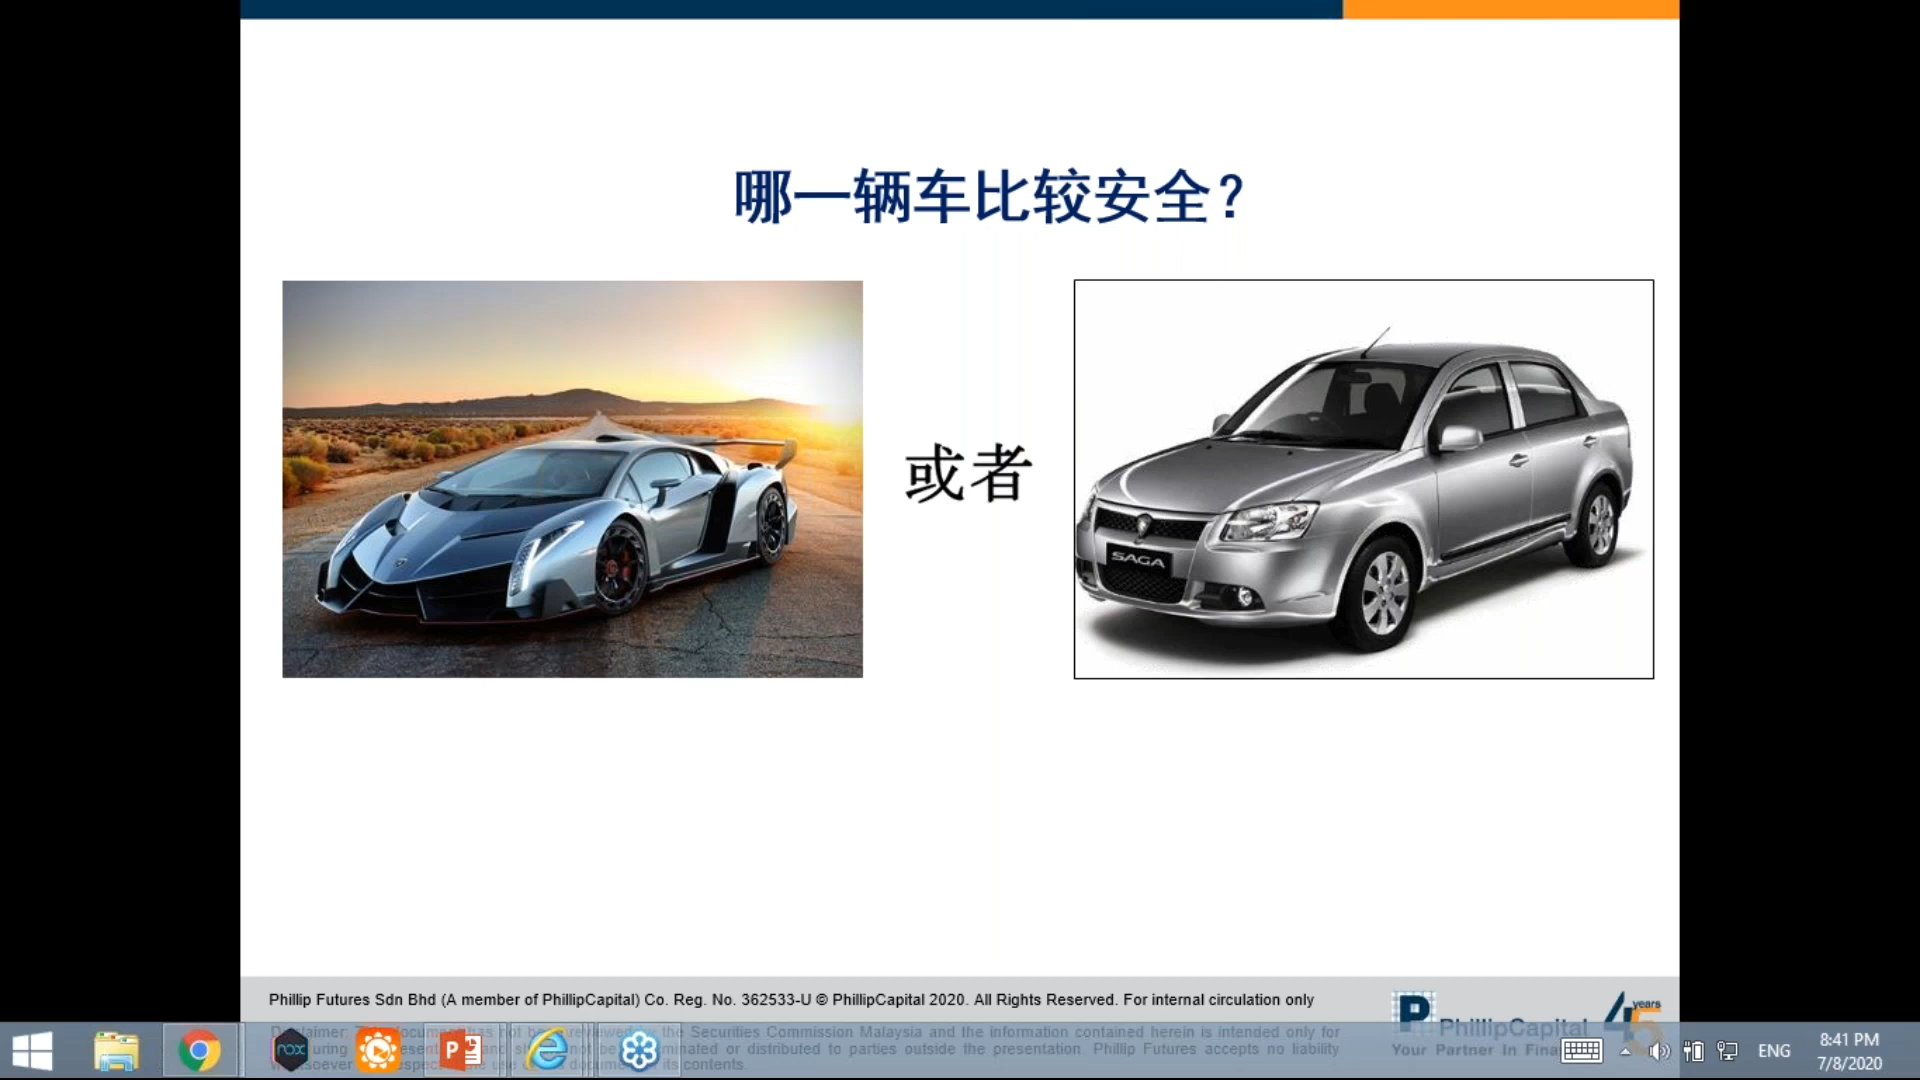 哪一辆车比较安全？
或者
SAGA
Phillip Futures Sdn Bhd (A member of PhillipCapital) Co. Reg. No. 362533-U © PhillipCapital 2020. All Rights Reserved. For internal circulation only
the Securities Commission Malaysia and the information contained herein is intended only for
or distributed to parties outside the presentation. Phillip Futures accepts no liability
contents.
P
PhillipCapital
Your Partner In
45 years
nox
P
ENG
8:41 PM
7/8/2020